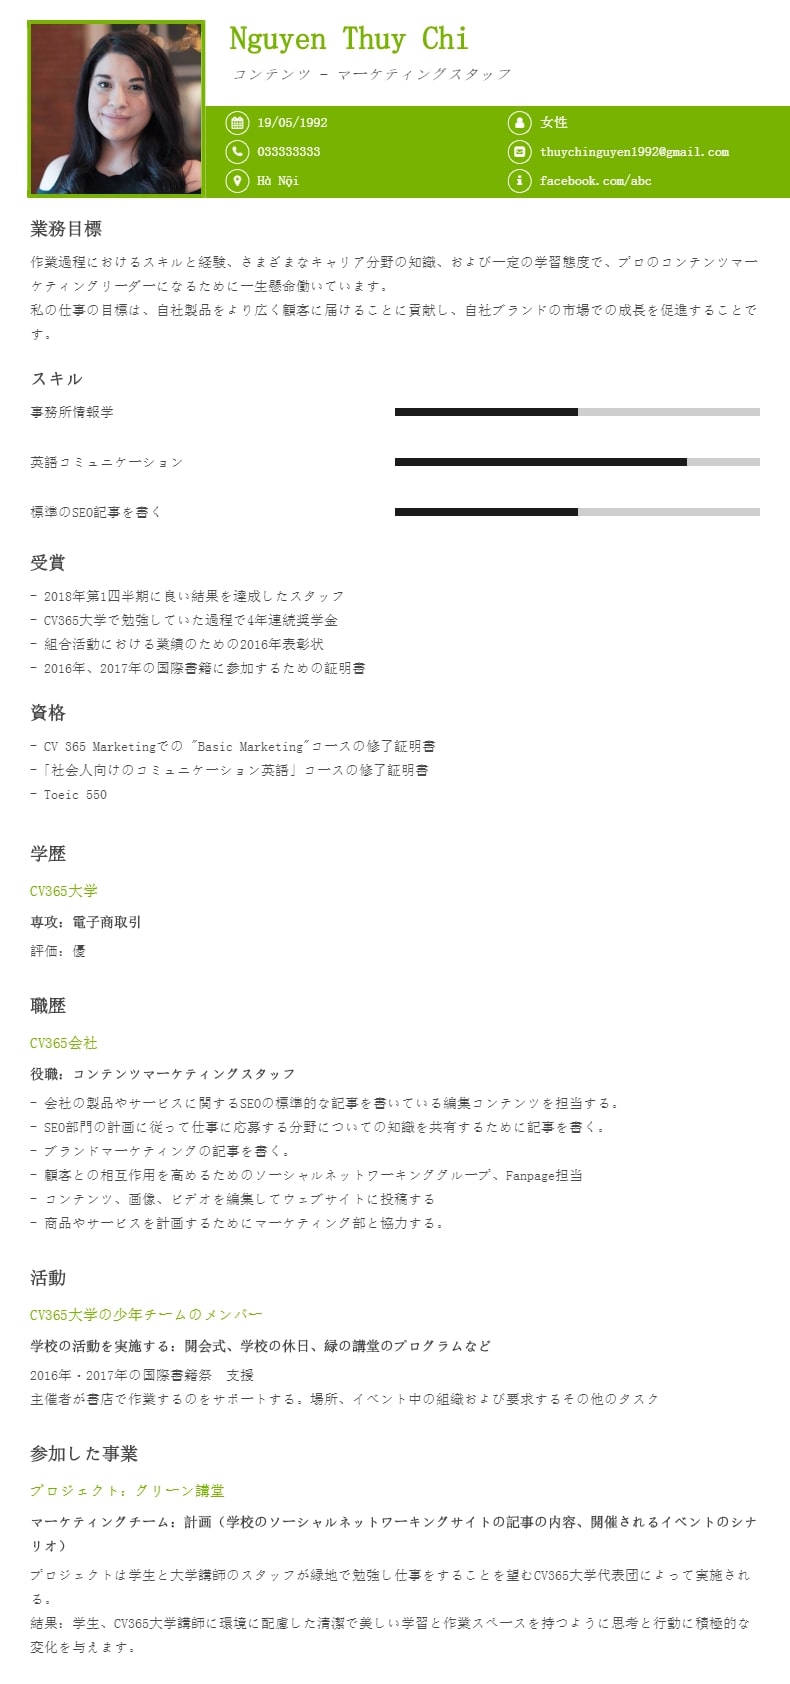 Nguyen Thuy Chi
コンテンツ - マーケティングスタッフ
19/05/1992
女性
033333333
thuychinguyen1992@gmail.com
Hà Nội
facebook.com/abc
業務目標
作業過程におけるスキルと経験、さまざまなキャリア分野の知識、および一定の学習態度で、プロのコンテンツマー
ケティングリーダーになるために一生懸命働いています。
私の仕事の目標は、自社製品をより広く顧客に届けることに貢献し、自社ブランドの市場での成長を促進することで
す。
スキル
事務所情報学
英語コミュニケーション
標準のSEO記事を書く
受賞
- 2018年第1四半期に良い結果を達成したスタッフ
- CV365大学で勉強していた過程で4年連続奨学金
- 組合活動における業績のための2016年表彰状
- 2016年、2017年の国際書籍に参加するための証明書
資格
- CV 365 Marketingでの "Basic Marketing"コースの修了証明書
-「社会人向けのコミュニケーション英語」コースの修了証明書
- Toeic 550
学歴
CV365大学
専攻: 電子商取引
評価: 優
職歴
CV365会社
役職: コンテンツマーケティングスタッフ
- 会社の製品やサービスに関するSEOの標準的な記事を書いている編集コンテンツを担当する。
- SEO部門の計画に従って仕事に応募する分野についての知識を共有するために記事を書く。
- ブランドマーケティングの記事を書く。
- 顧客との相互作用を高めるためのソーシャルネットワーキンググループ、Fanpage担当
- コンテンツ、画像、ビデオを編集してウェブサイトに投稿する
- 商品やサービスを計画するためにマーケティング部と協力する。
活動
CV365大学の少年チームのメンバー
学校の活動を実施する: 開会式、学校の休日、緑の講堂のプログラムなど
2016年・2017年の国際書籍祭　支援
主催者が書店で作業するのをサポートする。場所、イベント中の組織および要求するその他のタスク
参加した事業
プロジェクト: グリーン講堂
マーケティングチーム: 計画（学校のソーシャルネットワーキングサイトの記事の内容、開催されるイベントのシナ
リオ）
プロジェクトは学生と大学講師のスタッフが緑地で勉強し仕事をすることを望むCV365大学代表団によって実施され
る。
結果: 学生、CV365大学講師に環境に配慮した清潔で美しい学習と作業スペースを持つように思考と行動に積極的な
変化を与えます。